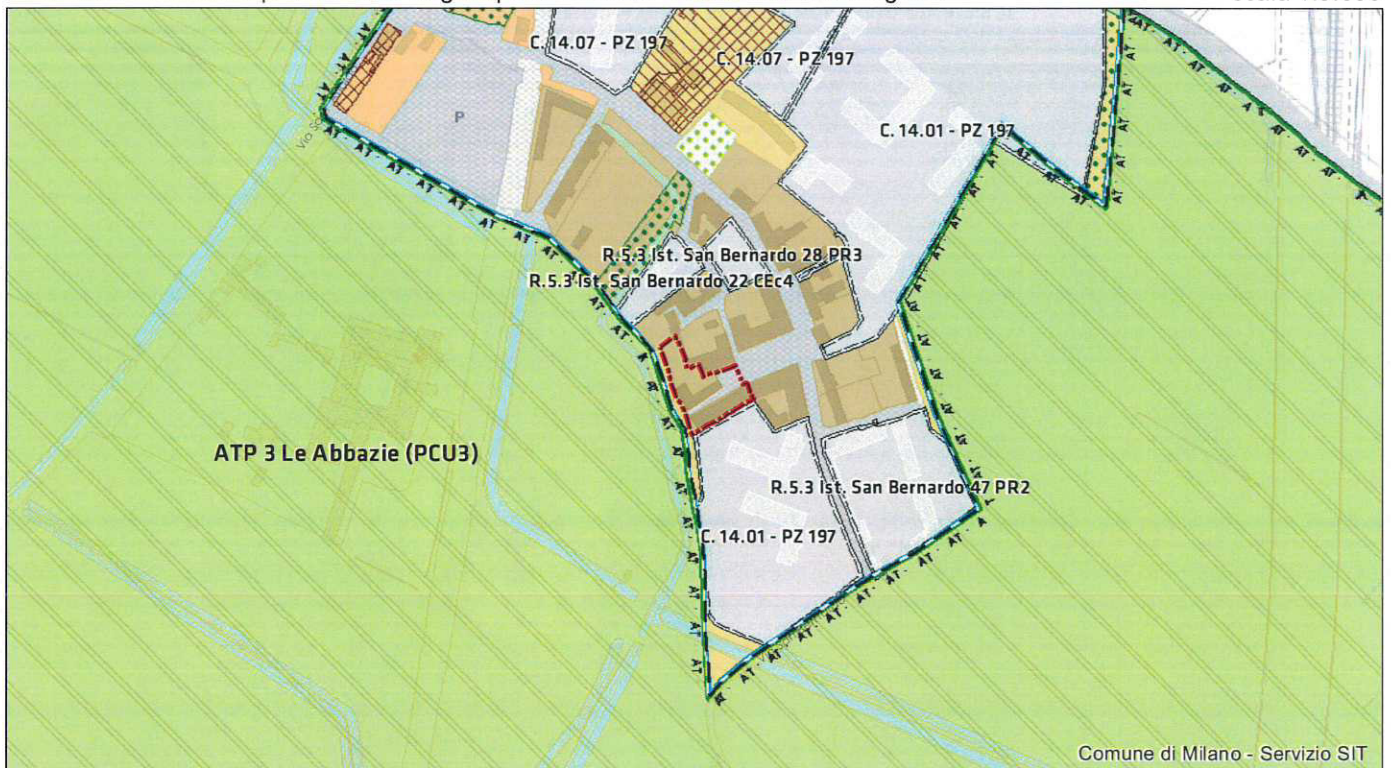 C. 14.07 - PZ 197
C. 14.07 - PZ 197
P
C. 14.01 - PZ 197
R.5.3 Ist. San Bernardo 28 PR3
R.5.3 Ist. San Bernardo 22 CEc4
ATP 3 Le Abbazie (PCU3)
R.5.3 Ist. San Bernardo 47 PR2
C. 14.01 - PZ 197
Comune di Milano - Servizio SIT